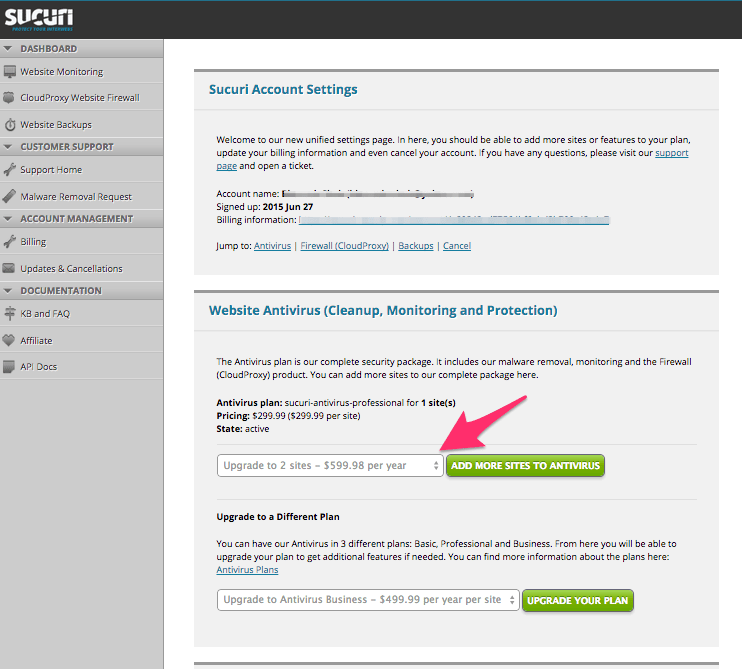 SUCURI
PROTECT YOUR INTERWEBS
DASHBOARD
Website Monitoring
CloudProxy Website Firewall
Website Backups
CUSTOMER SUPPORT
Support Home
Malware Removal Request
ACCOUNT MANAGEMENT
Billing
Updates & Cancellations
DOCUMENTATION
KB and FAQ
Affiliate
API Docs
Sucuri Account Settings
Welcome to our new unified settings page. In here, you should be able to add more sites or features to your plan,
update your billing information and even cancel your account. If you have any questions, please visit our support
page and open a ticket.
Account name:
Signed up: 2015 Jun 27
Billing information:
Jump to: Antivirus | Firewall (CloudProxy) | Backups | Cancel
Website Antivirus (Cleanup, Monitoring and Protection)
The Antivirus plan is our complete security package. It includes our malware removal, monitoring and the Firewall
(CloudProxy) product. You can add more sites to our complete package here.
Antivirus plan: sucuri-antivirus-professional for 1 site(s)
Pricing: $299.99 ($299.99 per site)
State: active
Upgrade to 2 sites – $599.98 per year
ADD MORE SITES TO ANTIVIRUS
Upgrade to a Different Plan
You can have our Antivirus in 3 different plans: Basic, Professional and Business. From here you will be able to
upgrade your plan to get additional features if needed. You can find more information about the plans here:
Antivirus Plans
Upgrade to Antivirus Business – $499.99 per year per site
UPGRADE YOUR PLAN